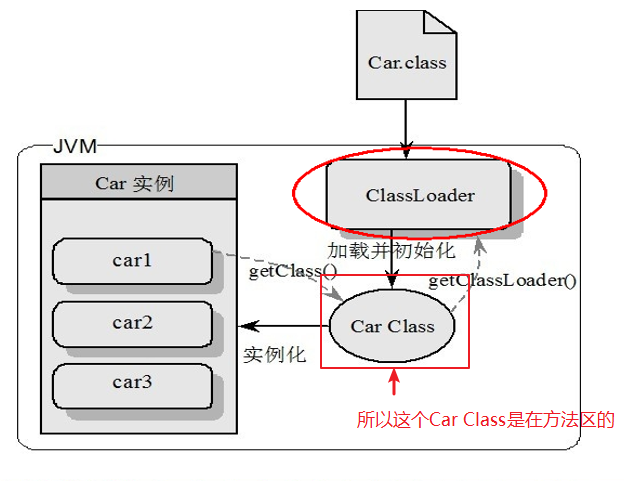 Car.class
JVM
Car 实例
ClassLoader
加载并初始化
car1
getClass()
getClassLoader()
car2
Car Class
实例化
car3
所以这个Car Class是在方法区的